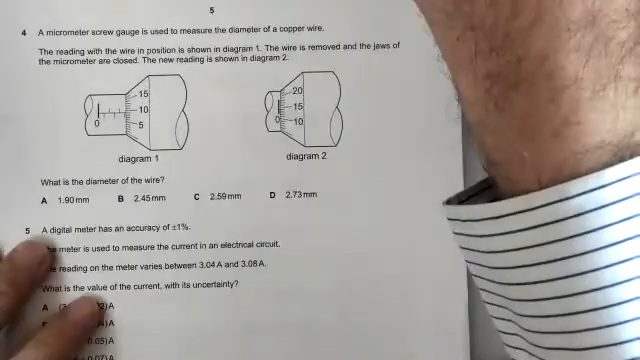 5
4 A micrometer screw gauge is used to measure the diameter of a copper wire.
The reading with the wire in position is shown in diagram 1. The wire is removed and the jaws of
the micrometer are closed. The new reading is shown in diagram 2.
15
10
5
0
diagram 1
20
15
10
0
diagram 2
What is the diameter of the wire?
A 1.90 mm B 2.45 mm C 2.59 mm D 2.73 mm
5 A digital meter has an accuracy of ±1%.
meter is used to measure the current in an electrical circuit.
reading on the meter varies between 3.04 A and 3.08 A.
What is the value of the current, with its uncertainty?
A
)A
)A
0.05) A
0.07) A